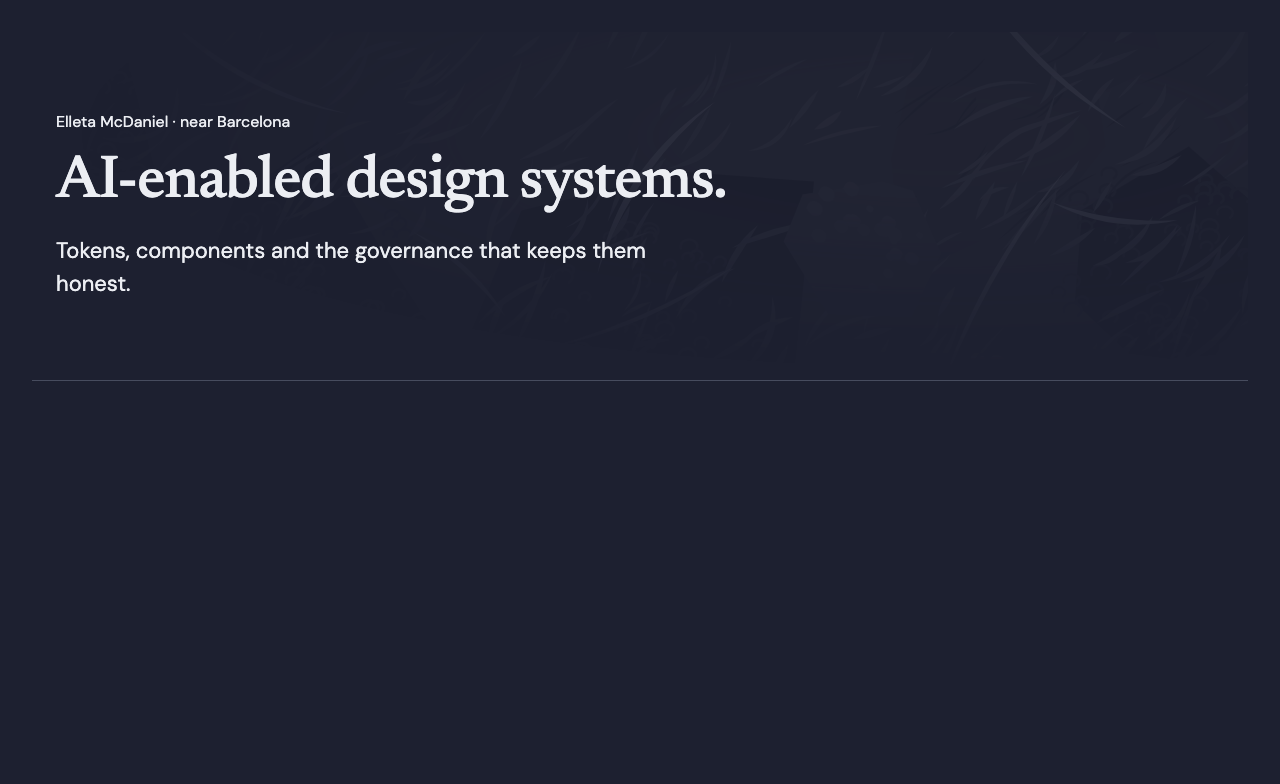 Elleta McDaniel · near Barcelona
AI-enabled design systems.
Tokens, components and the governance that keeps them
honest.